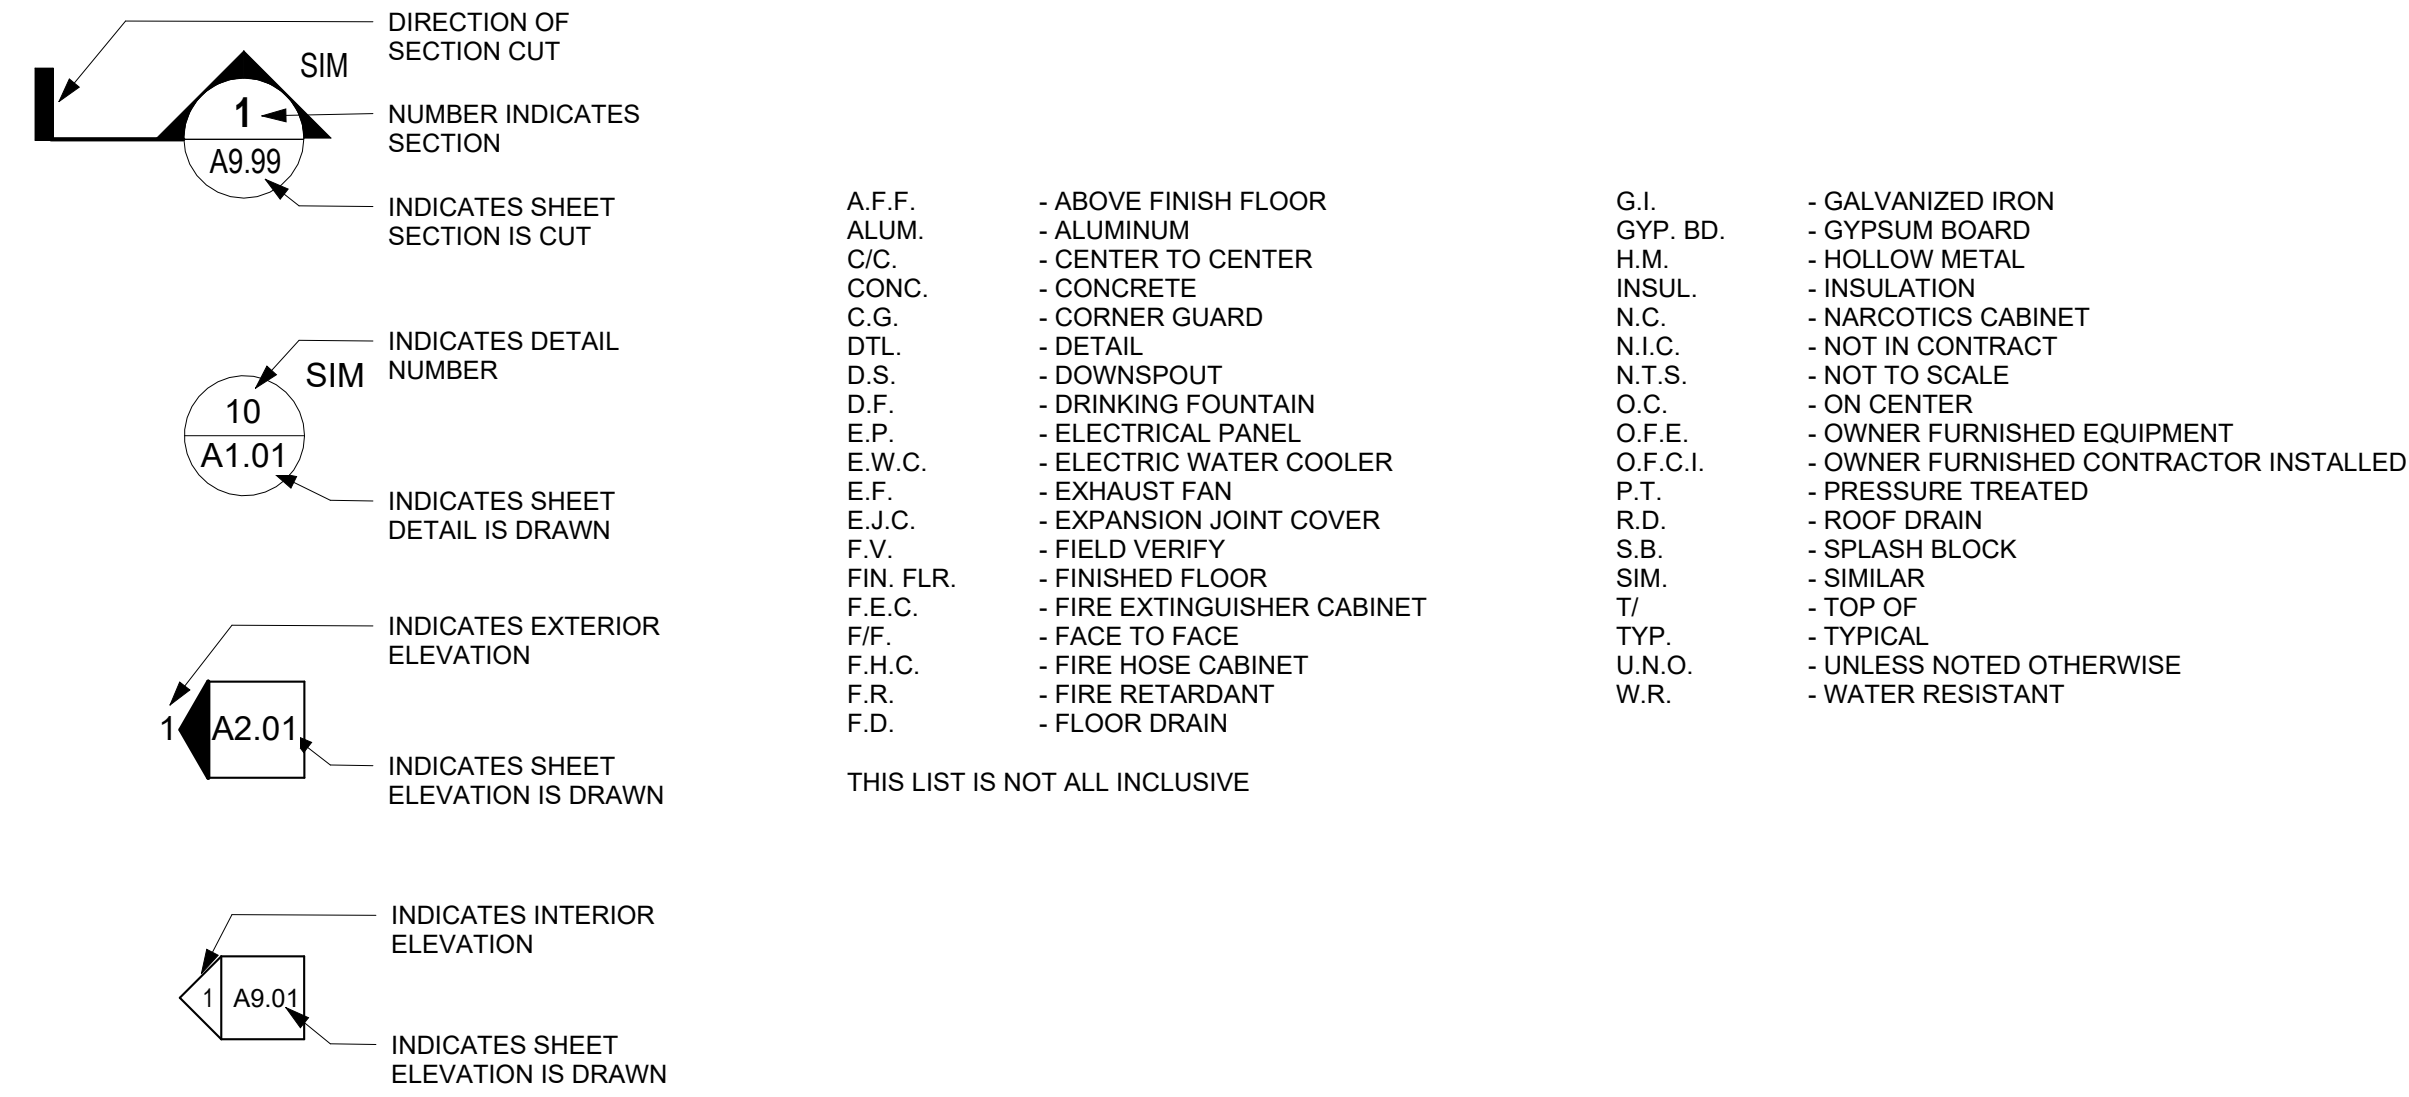 DIRECTION OF
SECTION CUT
SIM
1
NUMBER INDICATES
SECTION
A9.99
INDICATES SHEET
SECTION IS CUT
INDICATES DETAIL
NUMBER
SIM
10
A1.01
INDICATES SHEET
DETAIL IS DRAWN
INDICATES EXTERIOR
ELEVATION
1
A2.01
INDICATES SHEET
ELEVATION IS DRAWN
INDICATES INTERIOR
ELEVATION
1
A9.01
INDICATES SHEET
ELEVATION IS DRAWN
A.F.F. - ABOVE FINISH FLOOR
ALUM. - ALUMINUM
C/C. - CENTER TO CENTER
CONC. - CONCRETE
C.G. - CORNER GUARD
DTL. - DETAIL
D.S. - DOWNSPOUT
D.F. - DRINKING FOUNTAIN
E.P. - ELECTRICAL PANEL
E.W.C. - ELECTRIC WATER COOLER
E.F. - EXHAUST FAN
E.J.C. - EXPANSION JOINT COVER
F.V. - FIELD VERIFY
FIN. FLR. - FINISHED FLOOR
F.E.C. - FIRE EXTINGUISHER CABINET
F/F. - FACE TO FACE
F.H.C. - FIRE HOSE CABINET
F.R. - FIRE RETARDANT
F.D. - FLOOR DRAIN
THIS LIST IS NOT ALL INCLUSIVE
G.I. - GALVANIZED IRON
GYP. BD. - GYPSUM BOARD
H.M. - HOLLOW METAL
INSUL. - INSULATION
N.C. - NARCOTICS CABINET
N.I.C. - NOT IN CONTRACT
N.T.S. - NOT TO SCALE
O.C. - ON CENTER
O.F.E. - OWNER FURNISHED EQUIPMENT
O.F.C.I. - OWNER FURNISHED CONTRACTOR INSTALLED
P.T. - PRESSURE TREATED
R.D. - ROOF DRAIN
S.B. - SPLASH BLOCK
SIM. - SIMILAR
T/ - TOP OF
TYP. - TYPICAL
U.N.O. - UNLESS NOTED OTHERWISE
W.R. - WATER RESISTANT